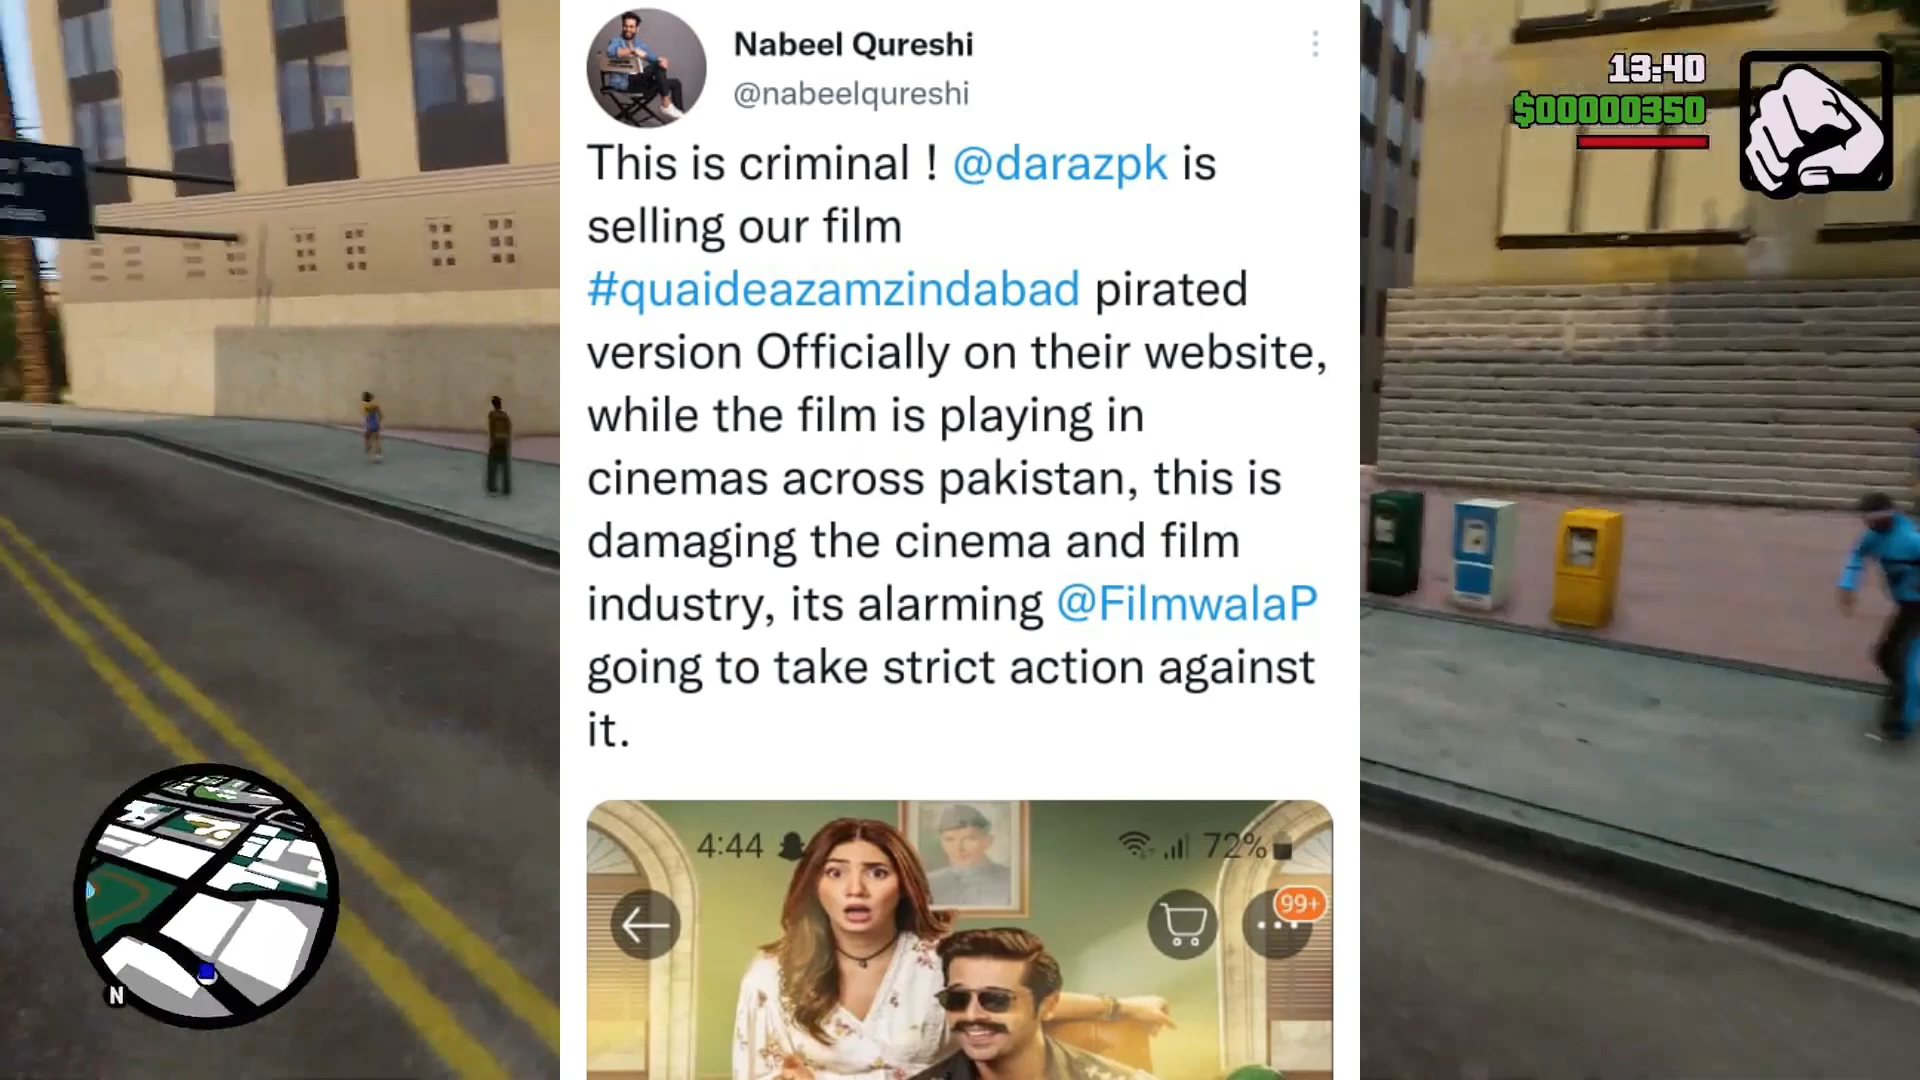 Nabeel Qureshi
@nabeelqureshi
This is criminal ! @darazpk is
selling our film
#quaideazamzindabad pirated
version Officially on their website,
while the film is playing in
cinemas across pakistan, this is
damaging the cinema and film
industry, its alarming @FilmwalaP
going to take strict action against
it.
4:44
72%
99+
13:40
$00000350
N